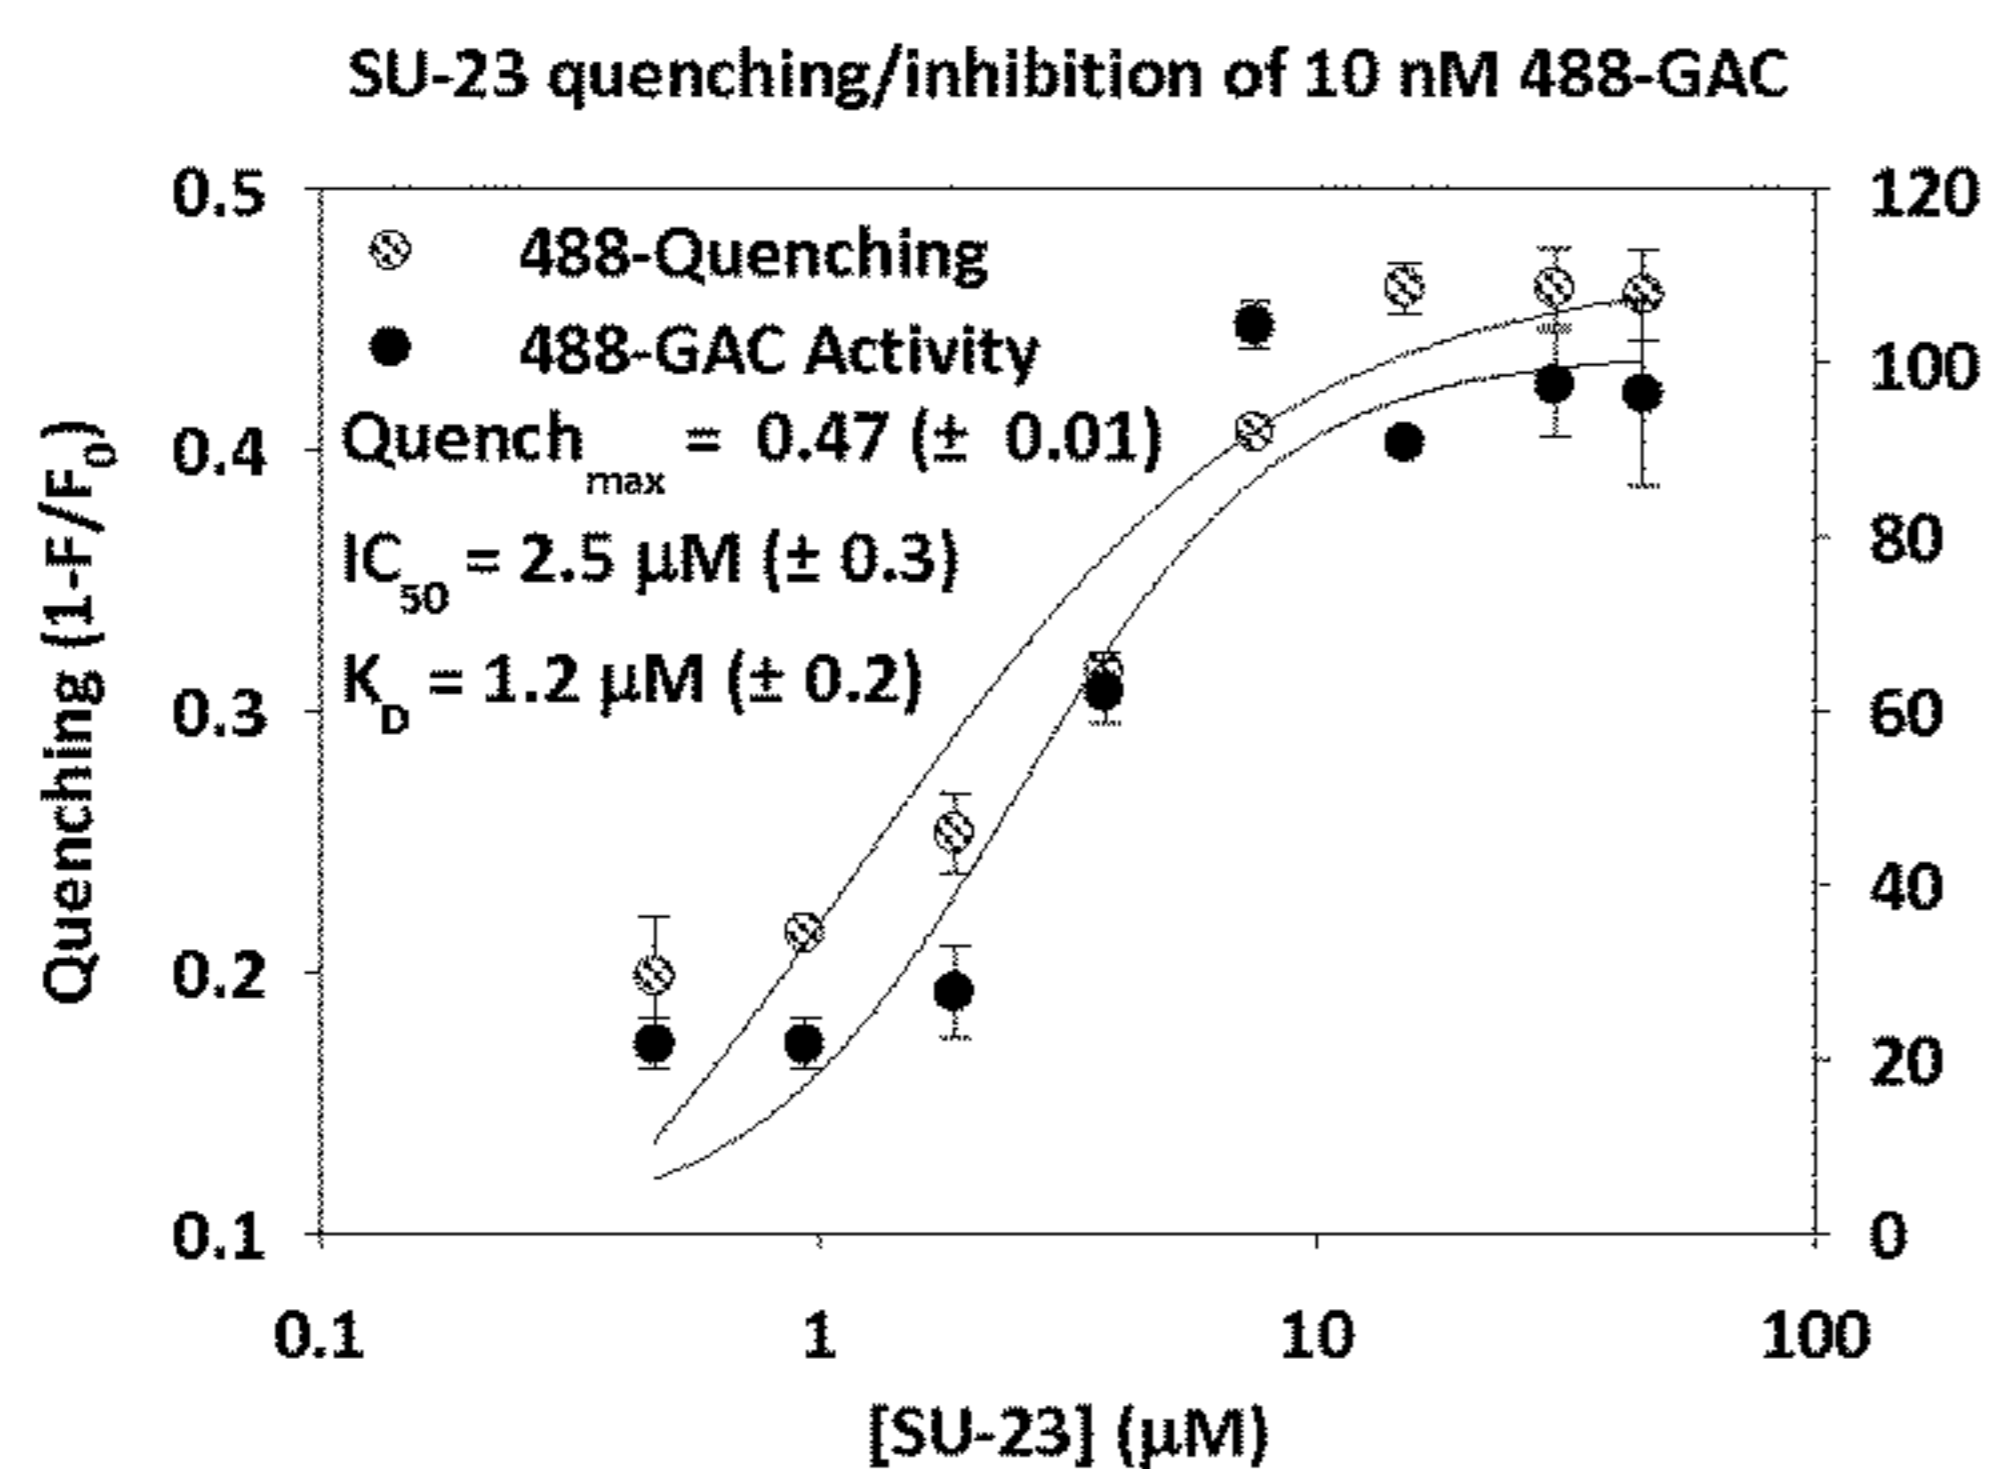 SU-23 quenching/inhibition of 10 nM 488-GAC
0.5
0.4
0.3
0.2
0.1
Quenching (1-F/F₀)
488-Quenching
488-GAC Activity
Quenchₘₐₓ = 0.47 (± 0.01)
IC₅₀ = 2.5 μM (± 0.3)
K_D = 1.2 μM (± 0.2)
120
100
80
60
40
20
0
0.1 1 10 100
[SU-23] (μM)